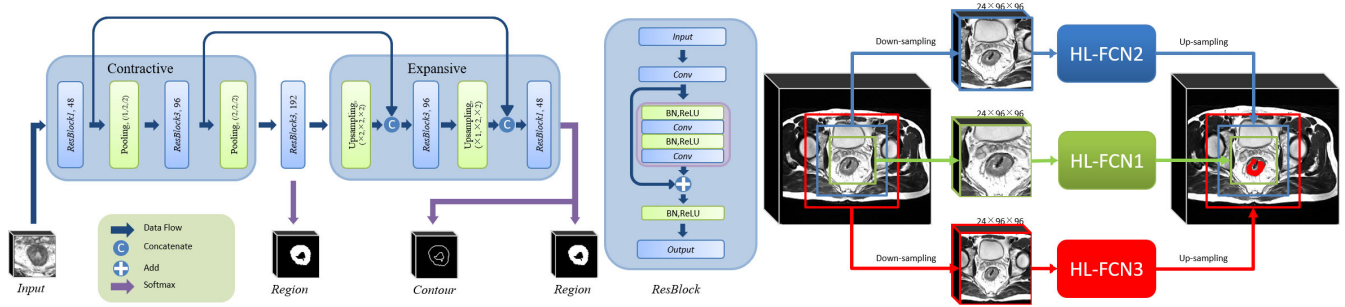 Contractive
Expansive
ResBlock1, 48
Pooling, (/1,/2,/2)
ResBlock3, 96
Pooling, (/2,/2,/2)
ResBlock3, 192
Upsampling,
(×2,×2,×2)
C
ResBlock3, 96
Upsampling,
(×1,×2,×2)
C
ResBlock1, 48
Input
Data Flow
C
Concatenate
Add
Softmax
Region
Contour
Region
Input
Conv
BN,ReLU
Conv
BN,ReLU
Conv
BN,ReLU
Output
ResBlock
24×96×96
Down-sampling
HL-FCN2
Up-sampling
24×96×96
HL-FCN1
24×96×96
Down-sampling
HL-FCN3
Up-sampling